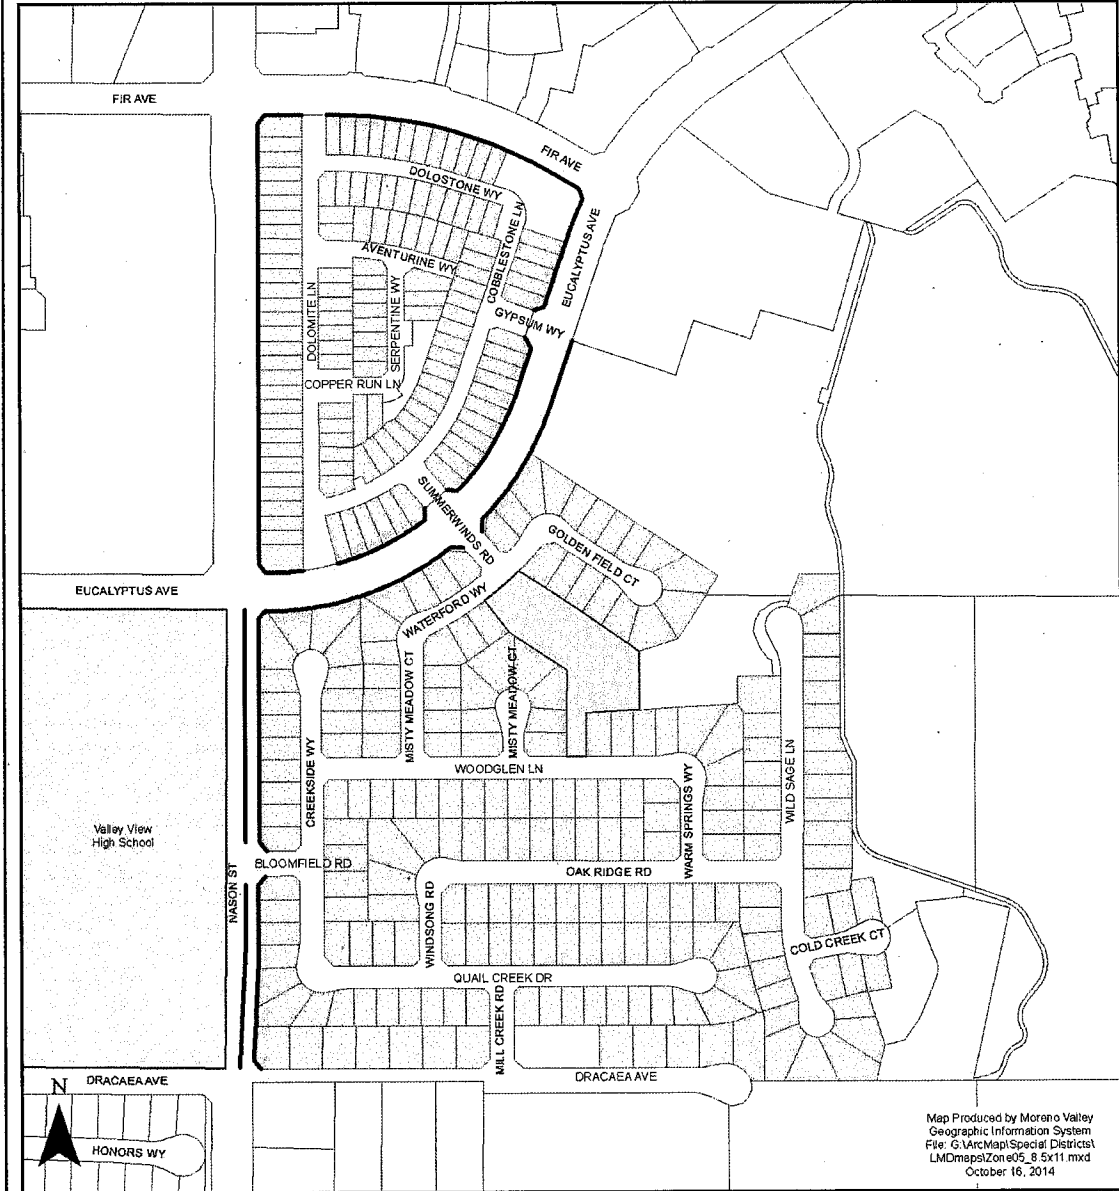 FIR AVE
FIR AVE
DOLOSTONE WY
COBBLESTONE LN
EUCALYPTUS AVE
AVENTURINE WY
SERPENTINE WY
DOLOMITE LN
GYPSUM WY
COPPER RUN LN
SUMMERWINDS RD
GOLDEN FIELD CT
EUCALYPTUS AVE
WATERFORD WY
MISTY MEADOW CT
MISTY MEADOW CT
CREEKSIDE WY
WOODGLEN LN
WARM SPRINGS WY
WILD SAGE LN
Valley View
High School
NASON ST
BLOOMFIELD RD
OAK RIDGE RD
WINDSONG RD
COLD CREEK CT
QUAIL CREEK DR
MILL CREEK RD
N
DRACAEA AVE
DRACAEA AVE
HONORS WY
Map Produced by Moreno Valley
Geographic Information System
File: G:\ArcMap\Special Districts\
LMDmaps\Zone05_8.5x11.mxd
October 16, 2014